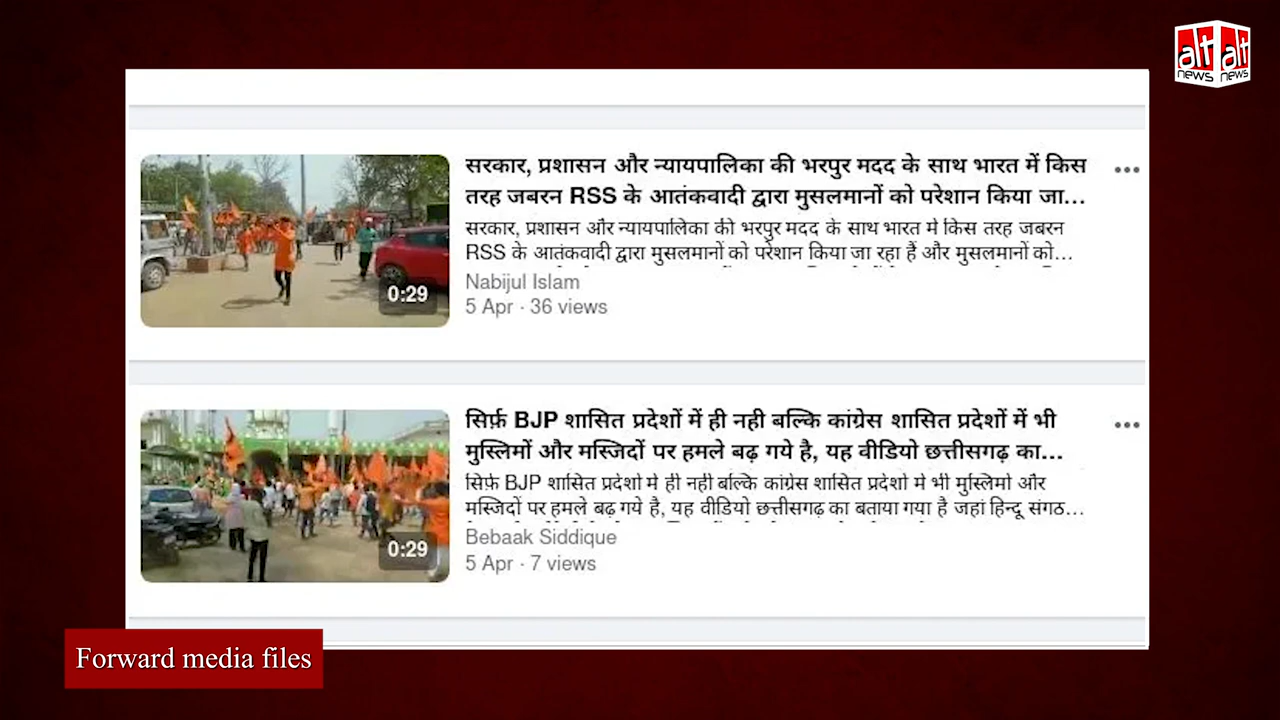 alt alt
news news
सरकार, प्रशासन और न्यायपालिका की भरपुर मदद के साथ भारत में किस
तरह जबरन RSS के आतंकवादी द्वारा मुसलमानों को परेशान किया जा...
सरकार, प्रशासन और न्यायपालिका की भरपुर मदद के साथ भारत में किस तरह जबरन
RSS के आतंकवादी द्वारा मुसलमानों को परेशान किया जा रहा हैं और मुसलमानों को...
Nabijul Islam
5 Apr · 36 views
0:29
सिर्फ़ BJP शासित प्रदेशों में ही नही बल्कि कांग्रेस शासित प्रदेशों में भी
मुस्लिमों और मस्जिदों पर हमले बढ़ गये है, यह वीडियो छत्तीसगढ़ का...
सिर्फ़ BJP शासित प्रदेशो में ही नही बल्कि कांग्रेस शासित प्रदेशो में भी मुस्लिमों और
मस्जिदों पर हमले बढ़ गये है, यह वीडियो छत्तीसगढ़ का बताया गया है जहां हिन्दू संगठ...
Bebaak Siddique
5 Apr · 7 views
0:29
Forward media files